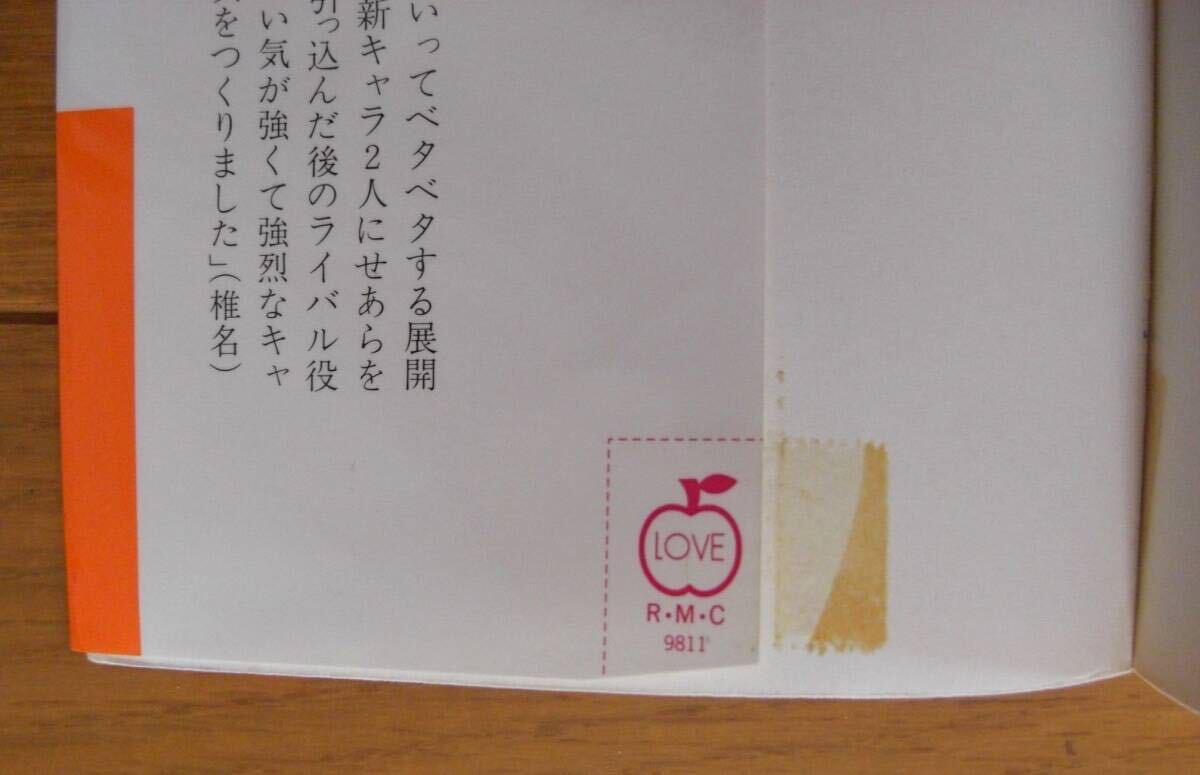 いってベタベタする展開
新キャラ2人にせあらを
引っ込んだ後のライバル役
い気が強くて強烈なキャ
をつくりました」(椎名)
LOVE
R・M・C
9811